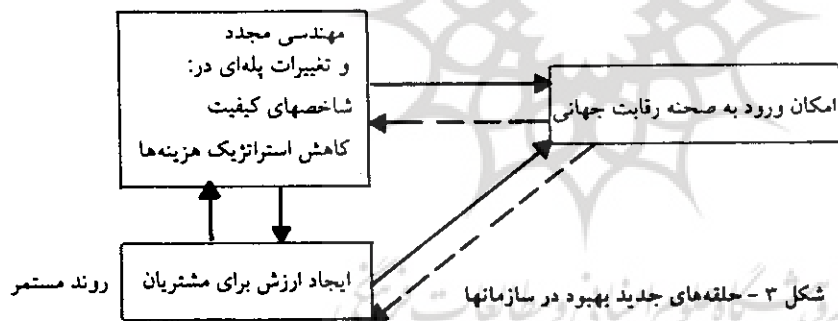 مهندسی مجدد
و تغییرات پله‌ای در:
شاخصهای کیفیت
کاهش استراتژیک هزینه‌ها
امکان ورود به صحنه رقابت جهانی
ایجاد ارزش برای مشتریان
روند مستمر
شکل ۳ - حلقه‌های جدید بهبود در سازمانها